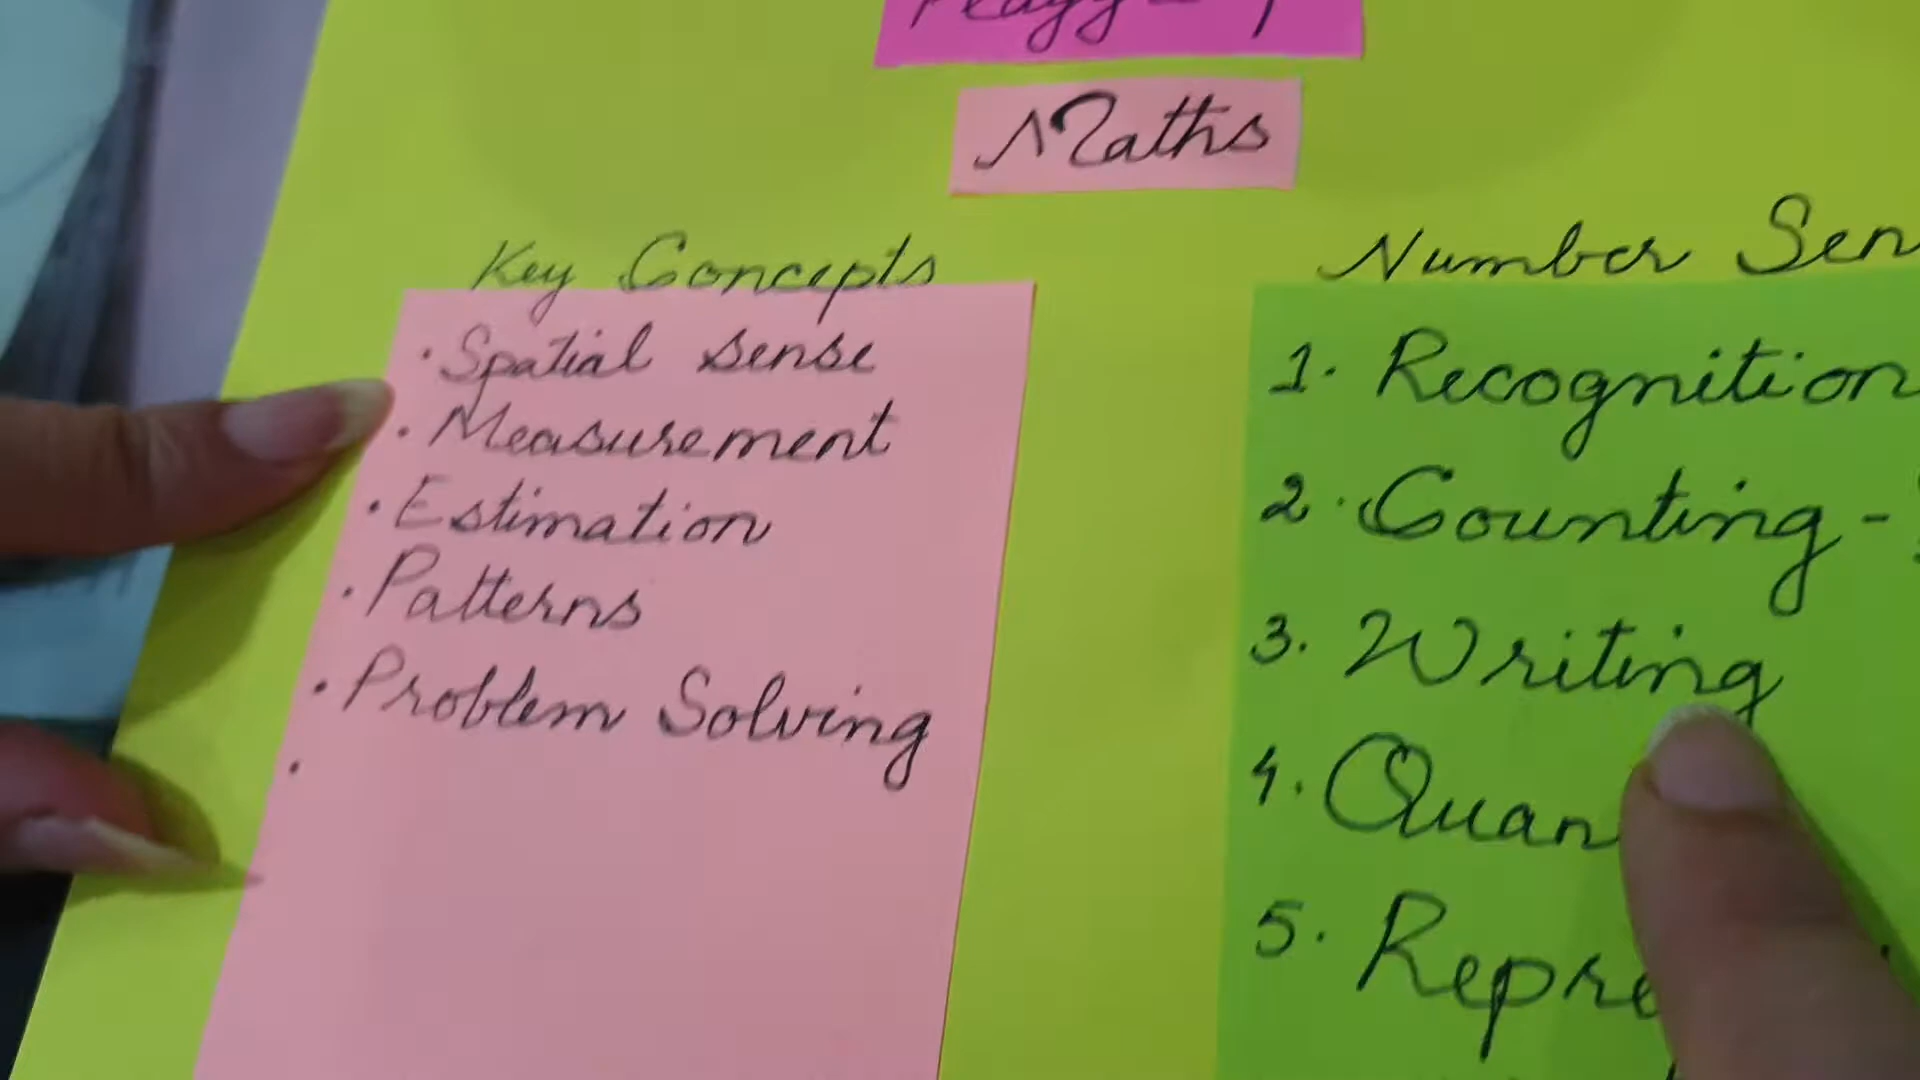 Maths
Key Concepts
• Spatial sense
• Measurement
• Estimation
• Patterns
• Problem Solving
•
Number Sen
1. Recognition
2. Counting -
3. Writing
4. Quan
5. Repre